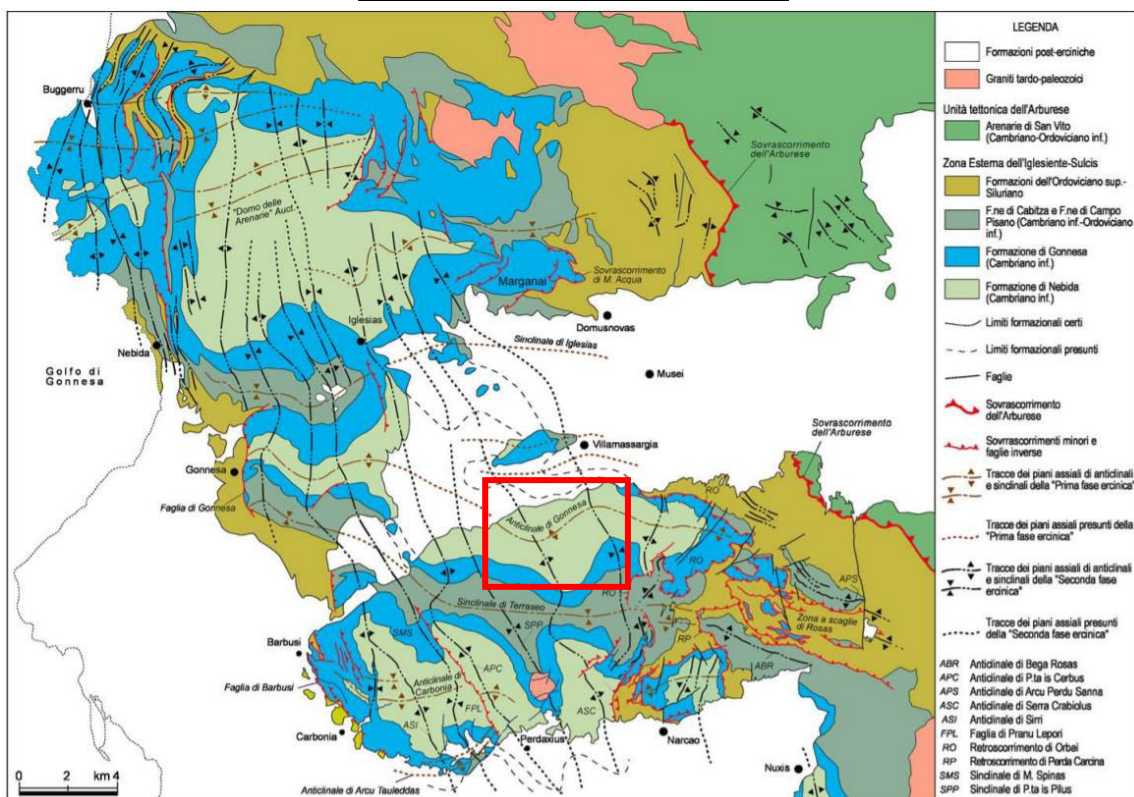 Buggerru
"Domo delle
Arenarie" Auct.
Sovrascorrimento
dell'Arburese
Marganai
Sovrascorrimento
di M. Acqua
Iglesias
Domusnovas
Nebida
Sinclinale di Iglesias
Golfo di
Gonnesa
Musei
Sovrascorrimento
dell'Arburese
Villamassargia
Gonnesa
Faglia di Gonnesa
Anticlinale di Gonnesa
RO
RO
RO
APS
Sinclinale di Terraseo
SPP
Zona a scaglie
di Rosas
SMS
RP
Barbusi
APC
ABR
Faglia di Barbusi
Anticlinale di
Carbonia
FPL
ASI
ASC
Carbonia
Perdaxius
Narcao
Nuxis
Anticlinale di Arcu Tauleddas
0 2 km 4
LEGENDA
Formazioni post-erciniche
Graniti tardo-paleozoici
Unità tettonica dell'Arburese
Arenarie di San Vito
(Cambriano-Ordoviciano inf.)
Zona Esterna dell'Iglesiente-Sulcis
Formazioni dell'Ordoviciano sup.-
Siluriano
F.ne di Cabitza e F.ne di Campo
Pisano (Cambriano inf.-Ordoviciano
inf.)
Formazione di Gonnesa
(Cambriano inf.)
Formazione di Nebida
(Cambriano inf.)
Limiti formazionali certi
Limiti formazionali presunti
Faglie
Sovrascorrimento
dell'Arburese
Sovrascorrimenti minori e
faglie inverse
Tracce dei piani assiali di anticlinali
e sinclinali della "Prima fase ercinica"
Tracce dei piani assiali presunti della
"Prima fase ercinica"
Tracce dei piani assiali di anticlinali
e sinclinali della "Seconda fase
ercinica"
Tracce dei piani assiali presunti
della "Seconda fase ercinica"
ABR Anticlinale di Bega Rosas
APC Anticlinale di P.ta is Cerbus
APS Anticlinale di Arcu Perdu Sanna
ASC Anticlinale di Serra Crabiolus
ASI Anticlinale di Sirri
FPL Faglia di Pranu Lepori
RO Retroscorrimento di Orbai
RP Retroscorrimento di Perda Carcina
SMS Sinclinale di M. Spinas
SPP Sinclinale di P.ta is Pilus